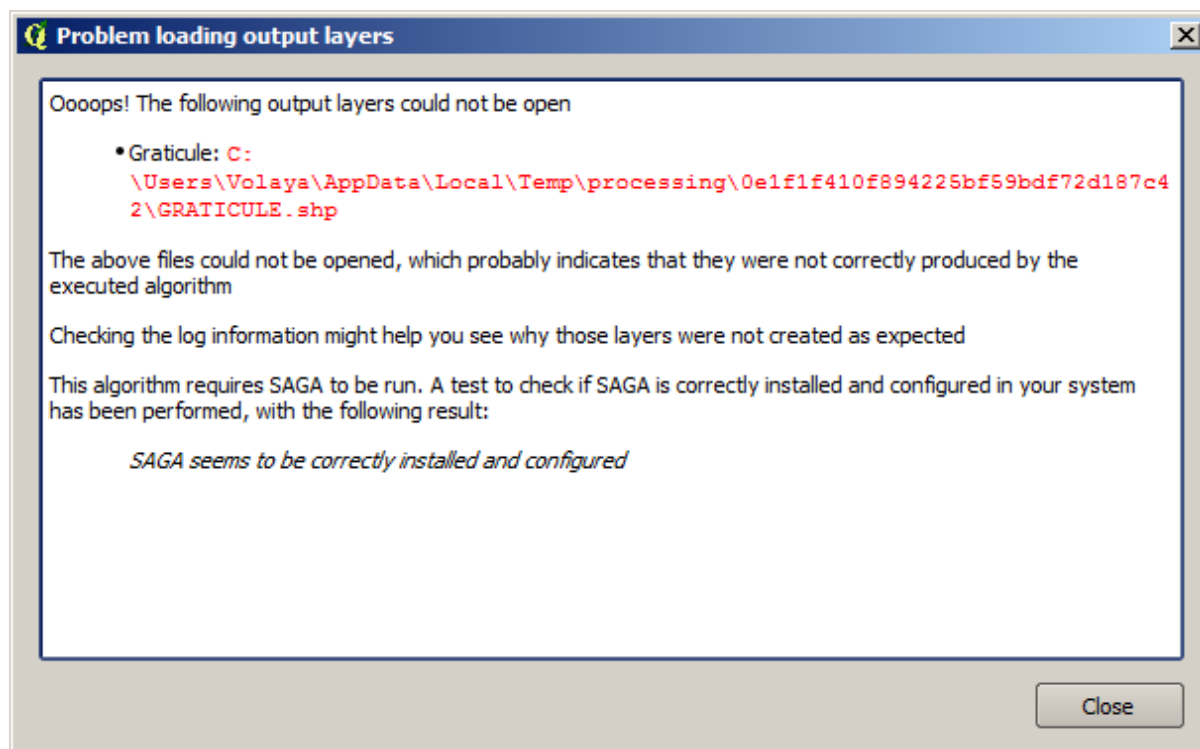 Problem loading output layers
Oooops! The following output layers could not be open
• Graticule: C:
\Users\Volaya\AppData\Local\Temp\processing\0e1f1f410f894225bf59bdf72d187c4
2\GRATICULE.shp
The above files could not be opened, which probably indicates that they were not correctly produced by the
executed algorithm
Checking the log information might help you see why those layers were not created as expected
This algorithm requires SAGA to be run. A test to check if SAGA is correctly installed and configured in your system
has been performed, with the following result:
SAGA seems to be correctly installed and configured
Close